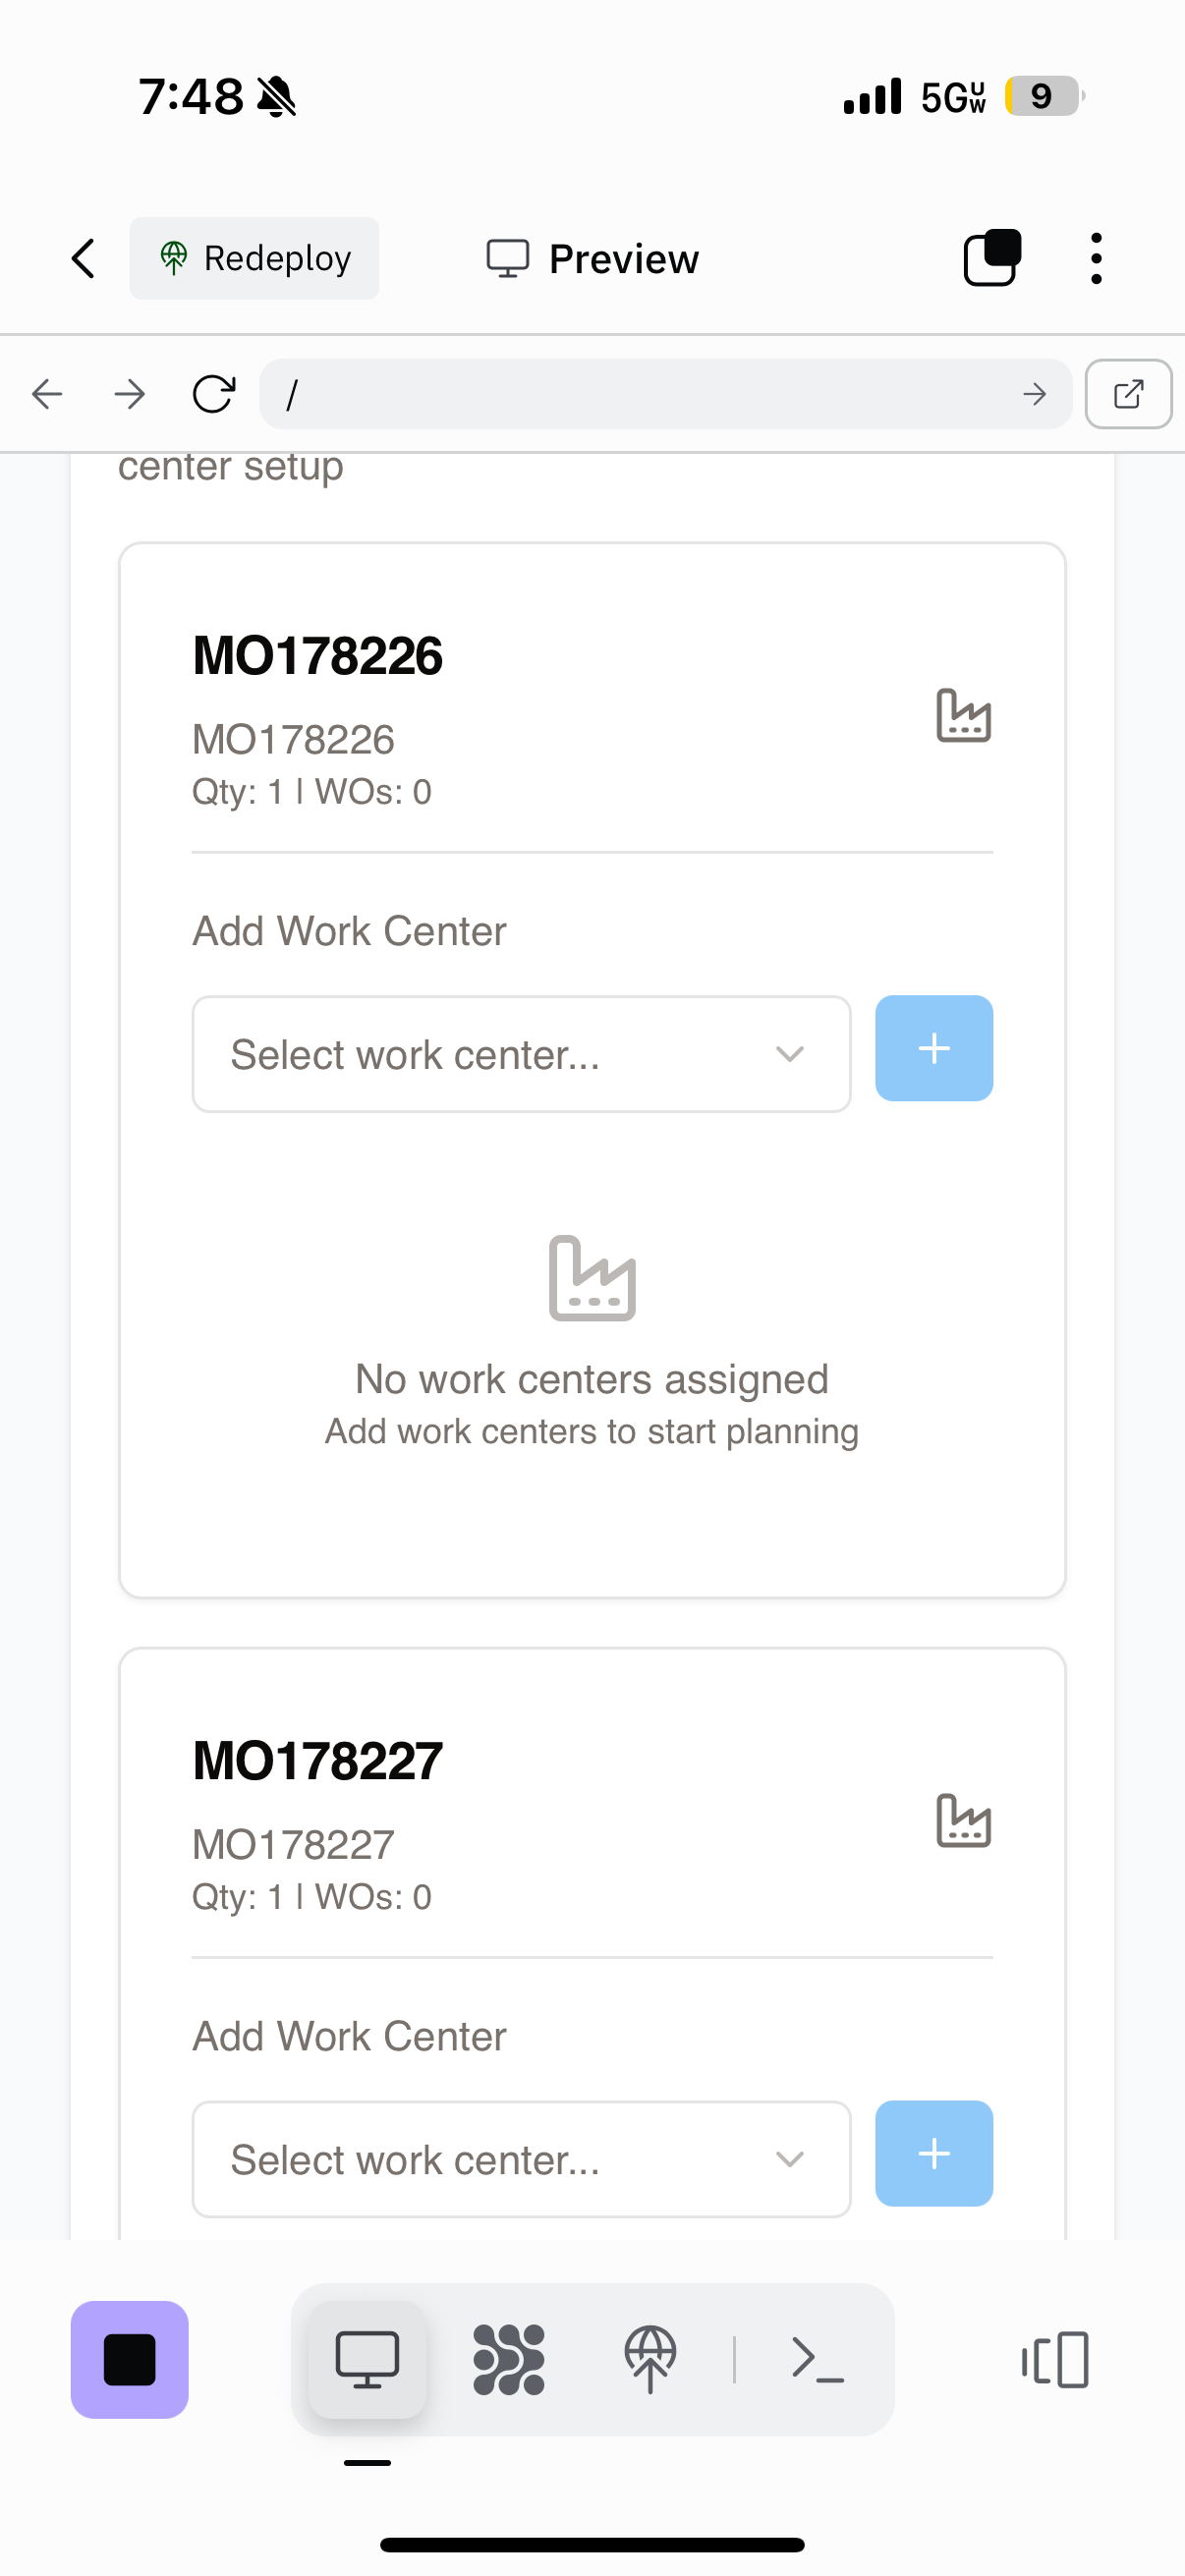 7:48
5GUW
9
Redeploy
Preview
/
center setup
MO178226
MO178226
Qty: 1 | WOs: 0
Add Work Center
Select work center...
+
No work centers assigned
Add work centers to start planning
MO178227
MO178227
Qty: 1 | WOs: 0
Add Work Center
Select work center...
+